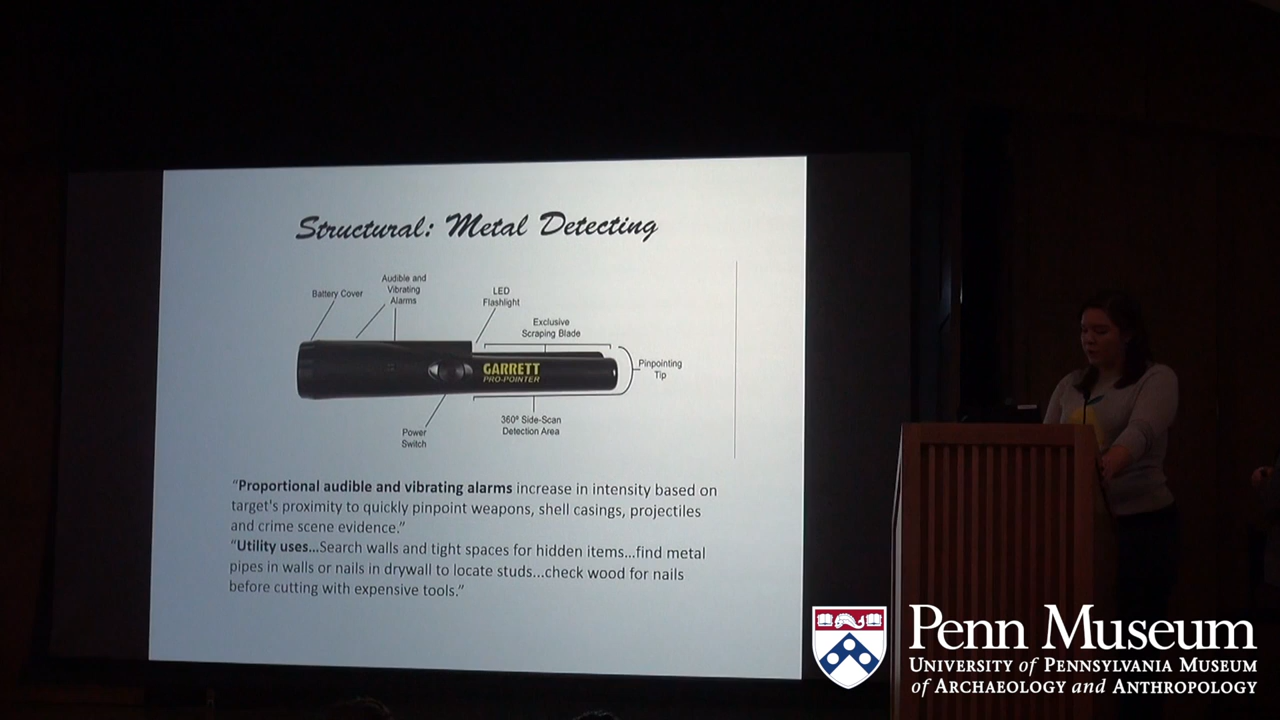 Structural: Metal Detecting
Audible and
Vibrating
Alarms
Battery Cover
LED
Flashlight
Exclusive
Scraping Blade
Pinpointing
Tip
GARRETT
PRO-POINTER
360º Side-Scan
Detection Area
Power
Switch
"Proportional audible and vibrating alarms increase in intensity based on
target's proximity to quickly pinpoint weapons, shell casings, projectiles
and crime scene evidence."
"Utility uses...Search walls and tight spaces for hidden items...find metal
pipes in walls or nails in drywall to locate studs...check wood for nails
before cutting with expensive tools."
Penn Museum
University of Pennsylvania Museum
of Archaeology and Anthropology